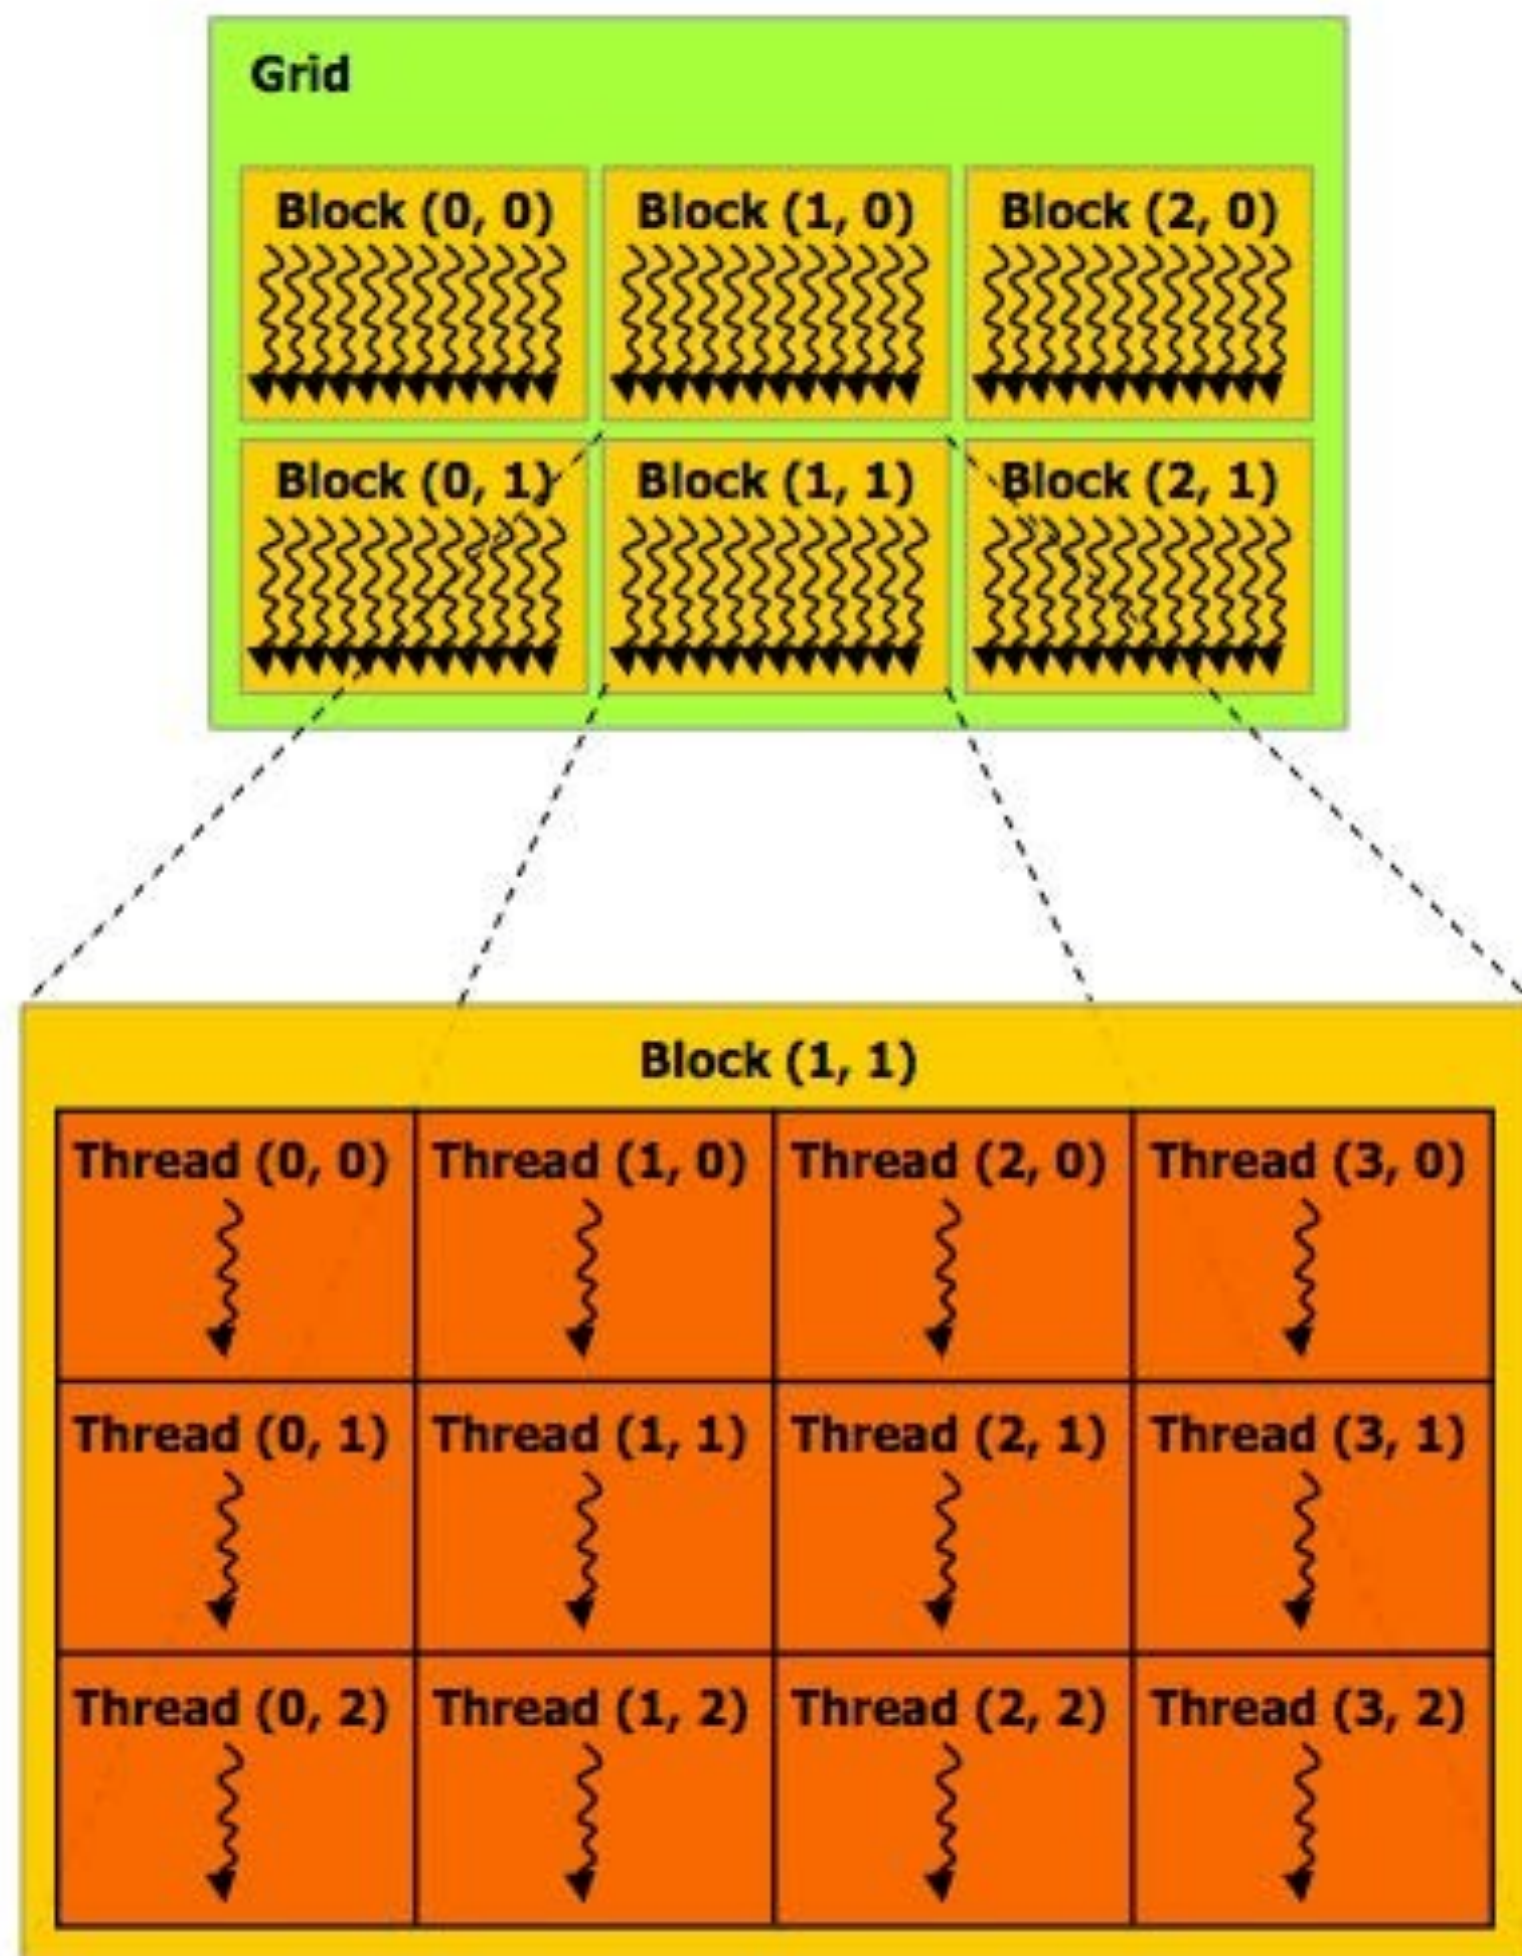 Grid
Block (0, 0) Block (1, 0) Block (2, 0)
Block (0, 1) Block (1, 1) Block (2, 1)
Block (1, 1)
Thread (0, 0) Thread (1, 0) Thread (2, 0) Thread (3, 0)
Thread (0, 1) Thread (1, 1) Thread (2, 1) Thread (3, 1)
Thread (0, 2) Thread (1, 2) Thread (2, 2) Thread (3, 2)